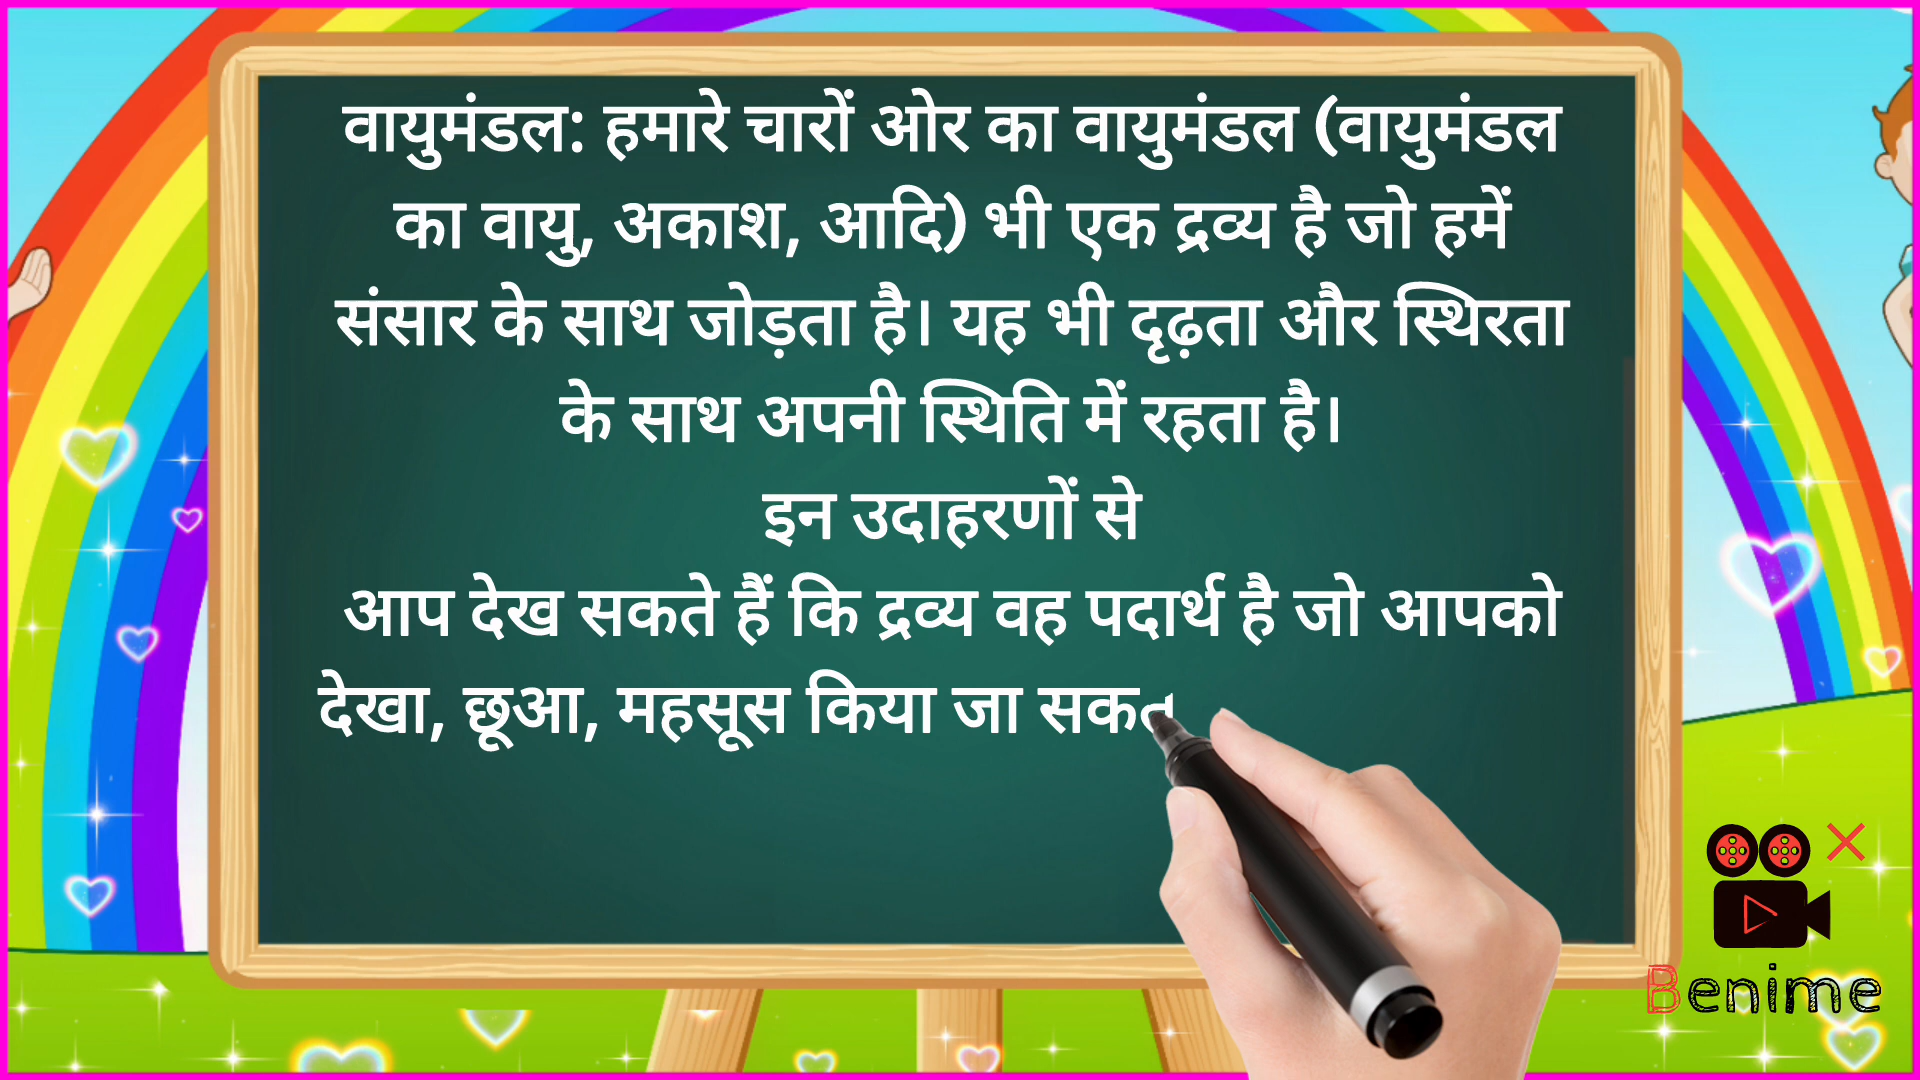 वायुमंडल: हमारे चारों ओर का वायुमंडल (वायुमंडल
का वायु, अकाश, आदि) भी एक द्रव्य है जो हमें
संसार के साथ जोड़ता है। यह भी दृढ़ता और स्थिरता
के साथ अपनी स्थिति में रहता है।
इन उदाहरणों से
आप देख सकते हैं कि द्रव्य वह पदार्थ है जो आपको
देखा, छूआ, महसूस किया जा
Benime